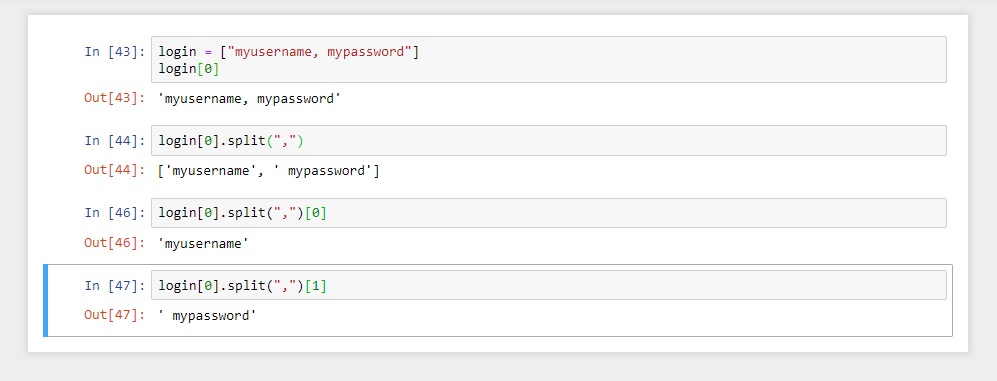 In [43]: login = ["myusername, mypassword"]
login[0]
Out[43]: 'myusername, mypassword'
In [44]: login[0].split(",")
Out[44]: ['myusername', ' mypassword']
In [46]: login[0].split(",")[0]
Out[46]: 'myusername'
In [47]: login[0].split(",")[1]
Out[47]: ' mypassword'